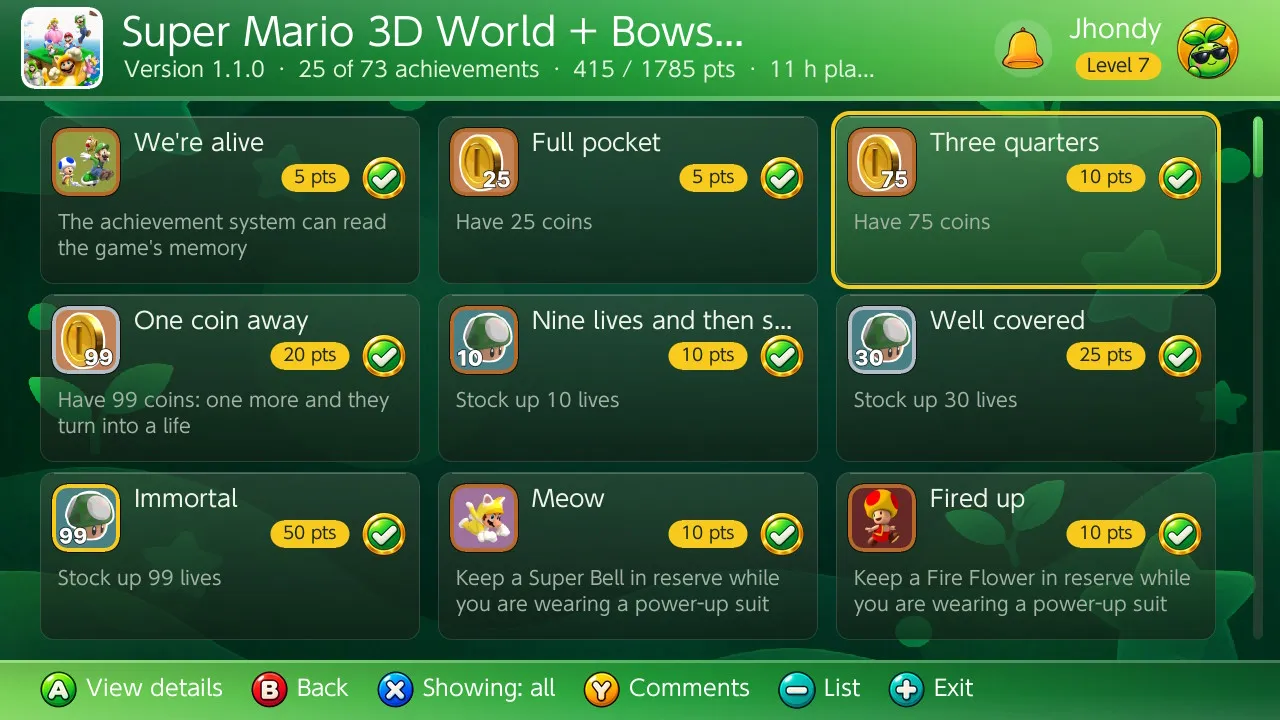 Super Mario 3D World + Bows...
Version 1.1.0 · 25 of 73 achievements · 415 / 1785 pts · 11 h pla...
Jhondy
Level 7
We're alive
5 pts
The achievement system can read
the game's memory
Full pocket
25
5 pts
Have 25 coins
Three quarters
75
10 pts
Have 75 coins
One coin away
99
20 pts
Have 99 coins: one more and they
turn into a life
Nine lives and then s...
10
10 pts
Stock up 10 lives
Well covered
30
25 pts
Stock up 30 lives
Immortal
99
50 pts
Stock up 99 lives
Meow
10 pts
Keep a Super Bell in reserve while
you are wearing a power-up suit
Fired up
10 pts
Keep a Fire Flower in reserve while
you are wearing a power-up suit
A View details B Back X Showing: all Y Comments − List + Exit